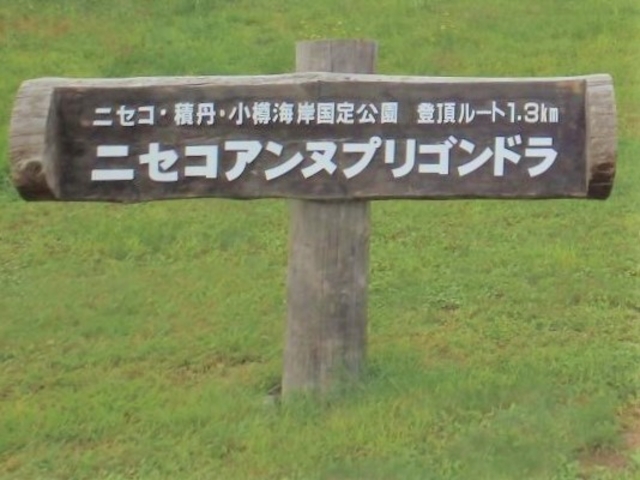 ニセコ・積丹・小樽海岸国定公園 登頂ルート1.3km
ニセコアンヌプリゴンドラ